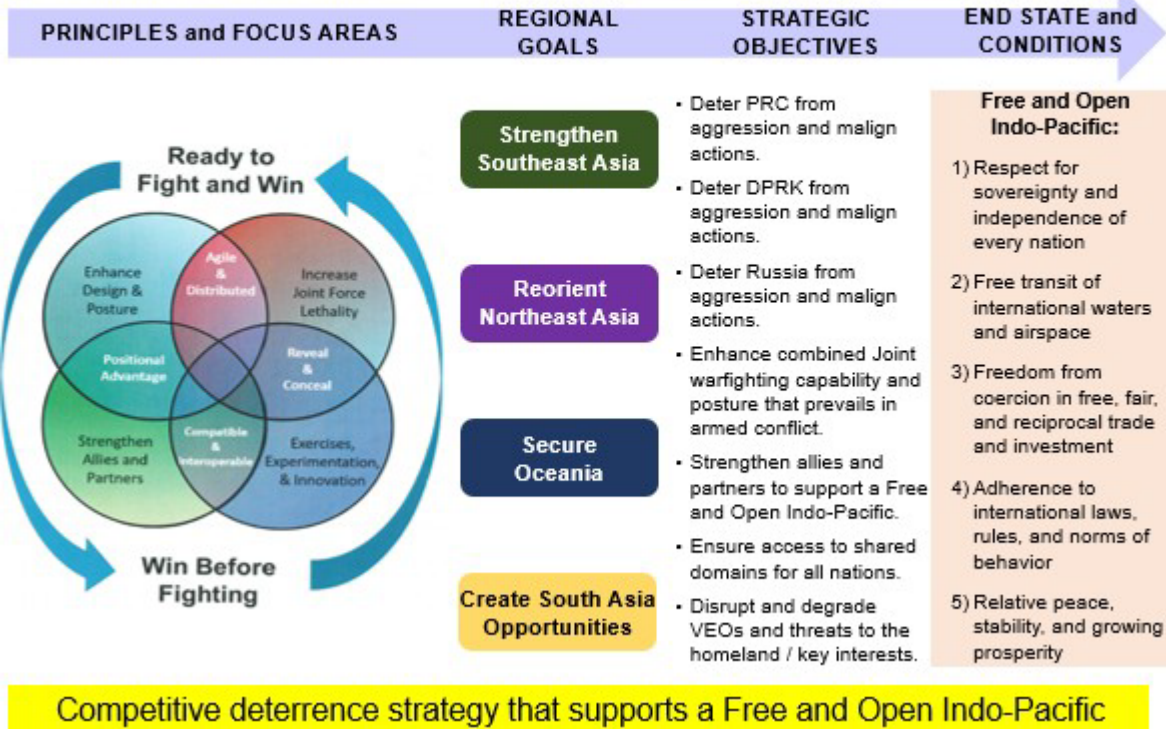 PRINCIPLES and FOCUS AREAS
REGIONAL
GOALS
STRATEGIC
OBJECTIVES
END STATE and
CONDITIONS
Ready to
Fight and Win
Enhance
Design &
Posture
Agile
&
Distributed
Increase
Joint Force
Lethality
Positional
Advantage
Reveal
&
Conceal
Strengthen
Allies and
Partners
Compatible
&
Interoperable
Exercises,
Experimentation,
& Innovation
Win Before
Fighting
Strengthen
Southeast Asia
Reorient
Northeast Asia
Secure
Oceania
Create South Asia
Opportunities
▪ Deter PRC from
aggression and malign
actions.
▪ Deter DPRK from
aggression and malign
actions.
▪ Deter Russia from
aggression and malign
actions.
▪ Enhance combined Joint
warfighting capability and
posture that prevails in
armed conflict.
▪ Strengthen allies and
partners to support a Free
and Open Indo-Pacific.
▪ Ensure access to shared
domains for all nations.
▪ Disrupt and degrade
VEOs and threats to the
homeland / key interests.
Free and Open
Indo-Pacific:
1) Respect for
sovereignty and
independence of
every nation
2) Free transit of
international waters
and airspace
3) Freedom from
coercion in free, fair,
and reciprocal trade
and investment
4) Adherence to
international laws,
rules, and norms of
behavior
5) Relative peace,
stability, and growing
prosperity
Competitive deterrence strategy that supports a Free and Open Indo-Pacific